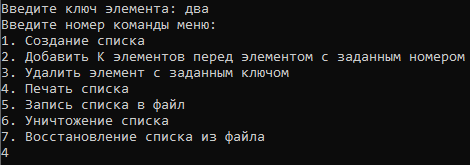 Введите ключ элемента: два
Введите номер команды меню:
1. Создание списка
2. Добавить К элементов перед элементом с заданным номером
3. Удалить элемент с заданным ключом
4. Печать списка
5. Запись списка в файл
6. Уничтожение списка
7. Восстановление списка из файла
4